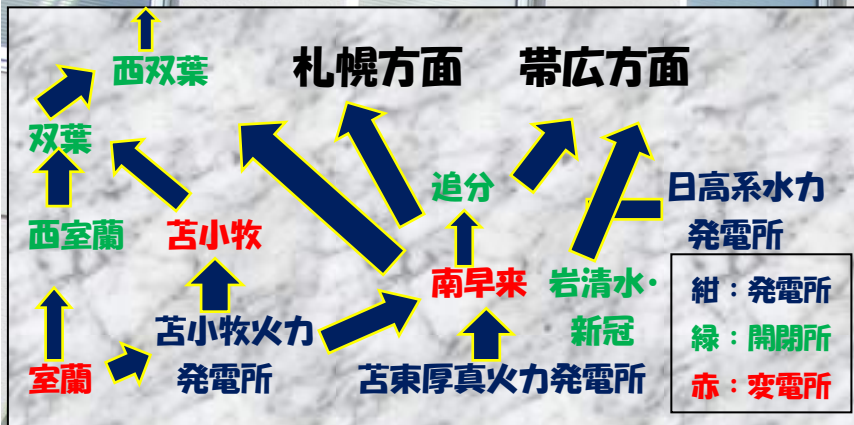 西双葉
札幌方面
帯広方面
双葉
追分
日高系水力
発電所
西室蘭
苫小牧
南早来
岩清水・
新冠
紺：発電所
緑：開閉所
赤：変電所
苫小牧火力
発電所
室蘭
苫東厚真火力発電所